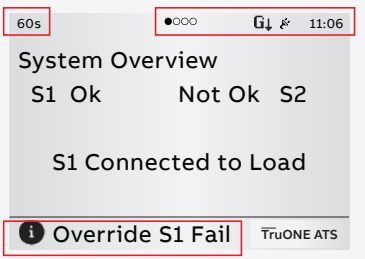 60s 11:06
System Overview
S1 Ok Not Ok S2
S1 Connected to Load
i Override S1 Fail TruONE ATS